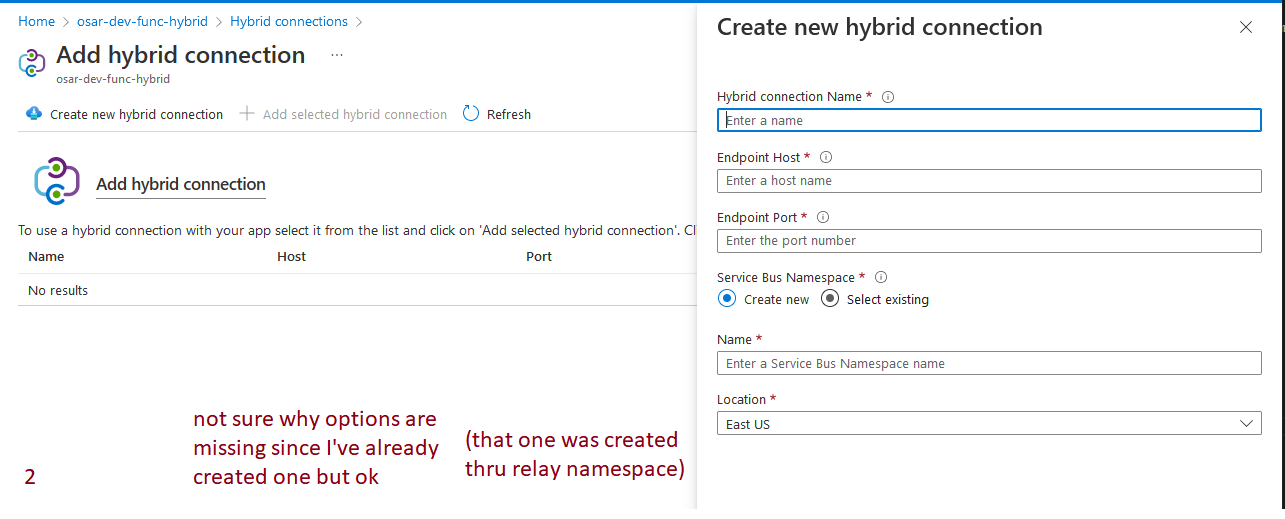 Home > osar-dev-func-hybrid > Hybrid connections >
Add hybrid connection ...
osar-dev-func-hybrid
Create new hybrid connection
Add selected hybrid connection
Refresh
Add hybrid connection
To use a hybrid connection with your app select it from the list and click on 'Add selected hybrid connection'. Cl
Name Host Port
No results
not sure why options are
missing since I've already
created one but ok
(that one was created
thru relay namespace)
2
Create new hybrid connection
Hybrid connection Name *
Enter a name
Endpoint Host *
Enter a host name
Endpoint Port *
Enter the port number
Service Bus Namespace *
Create new Select existing
Name *
Enter a Service Bus Namespace name
Location *
East US